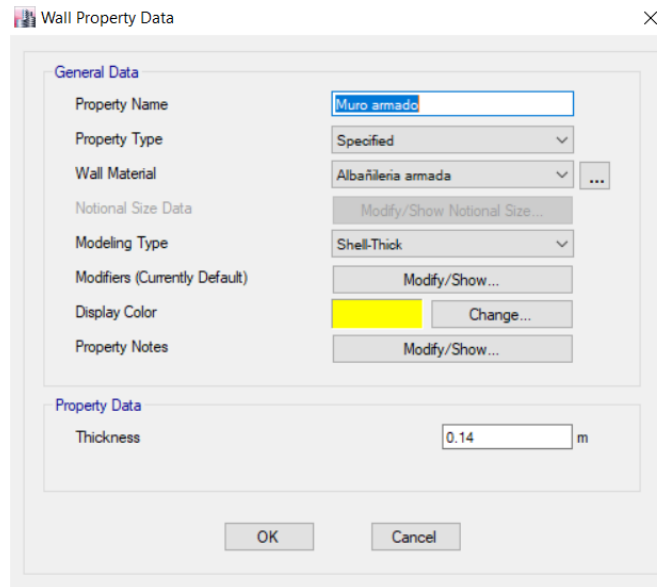 Wall Property Data
General Data
Property Name Muro armado
Property Type Specified
Wall Material Albañileria armada ...
Notional Size Data Modify/Show Notional Size...
Modeling Type Shell-Thick
Modifiers (Currently Default) Modify/Show...
Display Color Change...
Property Notes Modify/Show...
Property Data
Thickness 0.14 m
OK Cancel